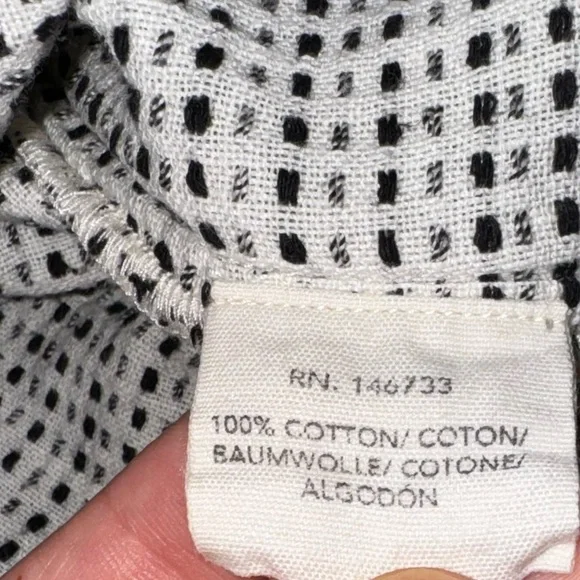 RN. 146733
100% COTTON/ COTON/
BAUMWOLLE/ COTONE/
ALGODÓN